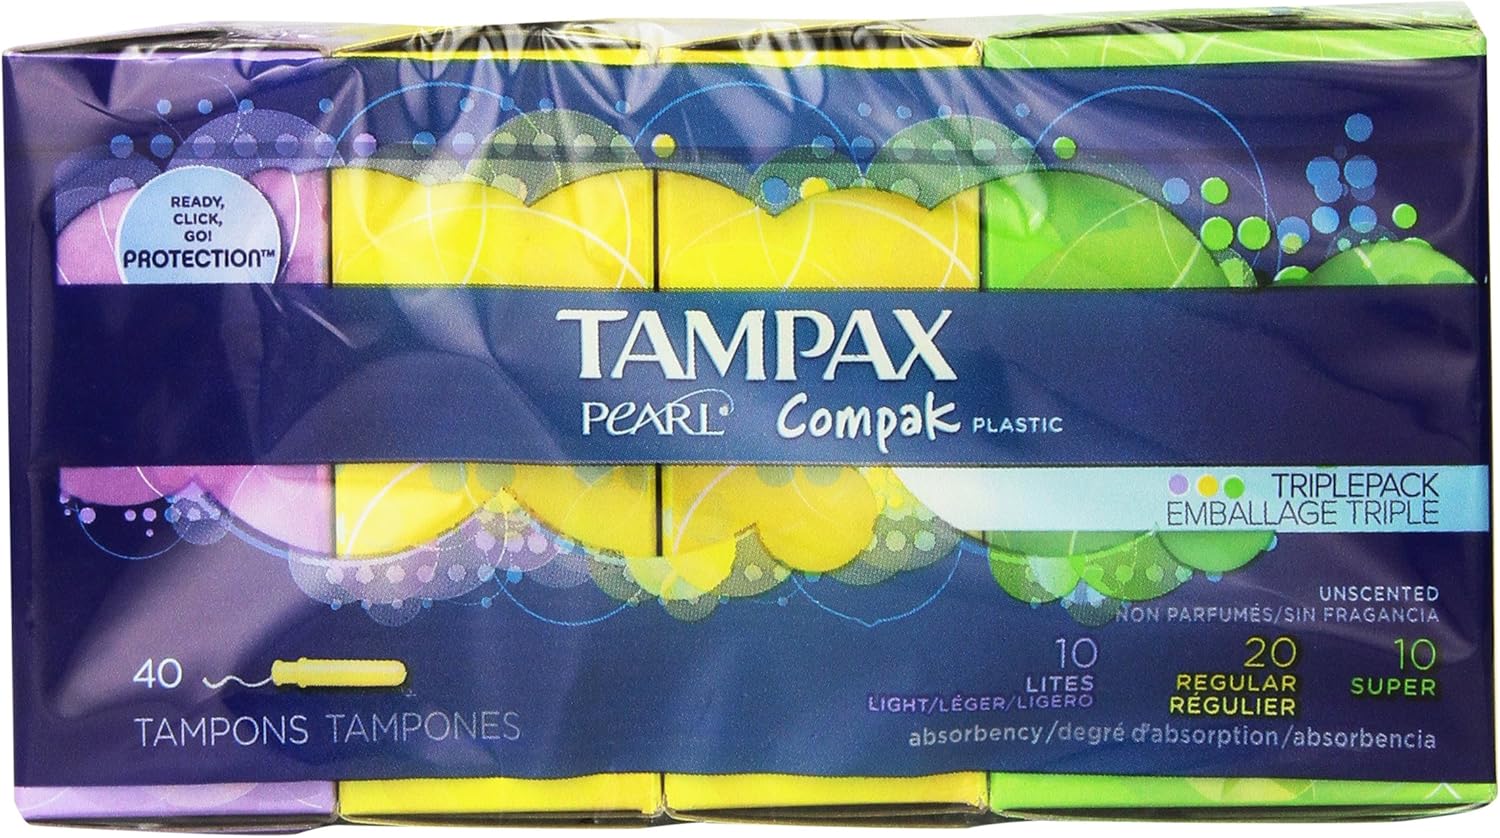 READY,
CLICK,
GO!
PROTECTION™
TAMPAX
PEARL® Compak PLASTIC
TRIPLEPACK
EMBALLAGE TRIPLE
UNSCENTED
NON PARFUMÉS/SIN FRAGANCIA
40
TAMPONS TAMPONES
10
LITES
LIGHT/LÉGER/LIGERO
20
REGULAR
RÉGULIER
10
SUPER
absorbency/degré d'absorption/absorbencia